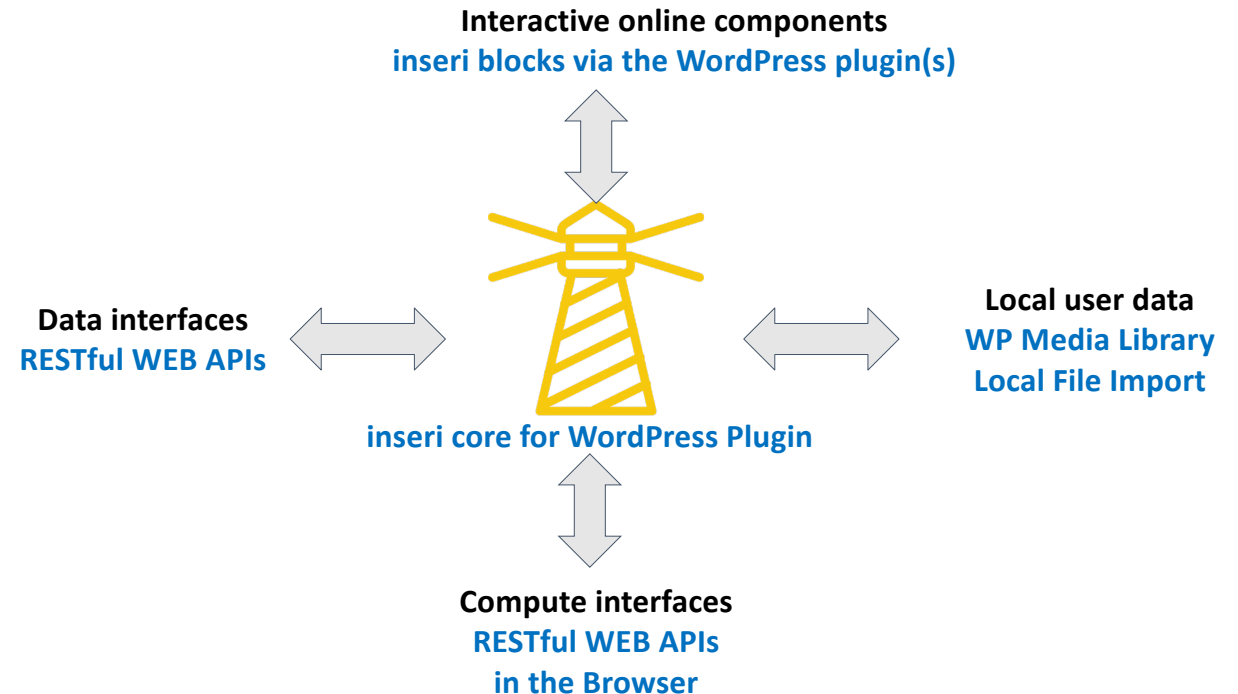 Interactive online components
inseri blocks via the WordPress plugin(s)
Data interfaces
RESTful WEB APIs
Local user data
WP Media Library
Local File Import
inseri core for WordPress Plugin
Compute interfaces
RESTful WEB APIs
in the Browser